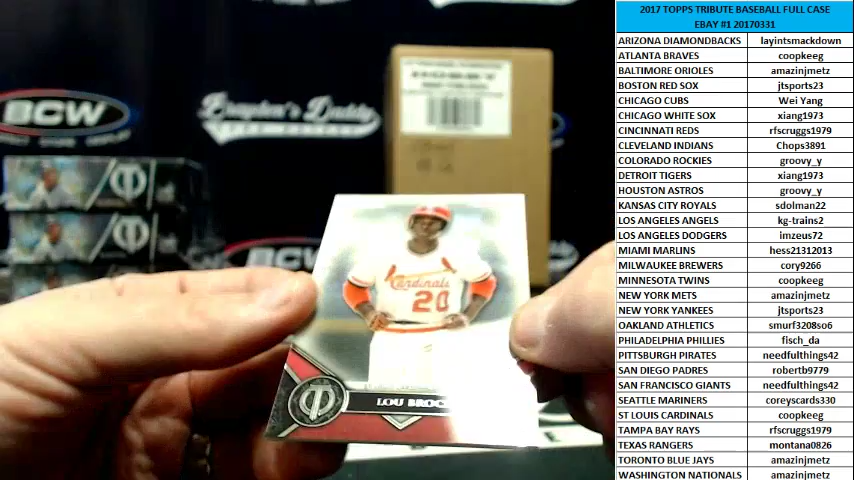 2017 TOPPS TRIBUTE BASEBALL FULL CASE
EBAY #1 20170331
ARIZONA DIAMONDBACKS layintsmackdown
ATLANTA BRAVES coopkeeg
BALTIMORE ORIOLES amazinjmetz
BOSTON RED SOX jtsports23
CHICAGO CUBS Wei Yang
CHICAGO WHITE SOX xiang1973
CINCINNATI REDS rfscruggs1979
CLEVELAND INDIANS Chops3891
COLORADO ROCKIES groovy_y
DETROIT TIGERS xiang1973
HOUSTON ASTROS groovy_y
KANSAS CITY ROYALS sdolman22
LOS ANGELES ANGELS kg-trains2
LOS ANGELES DODGERS imzeus72
MIAMI MARLINS hess21312013
MILWAUKEE BREWERS cory9266
MINNESOTA TWINS coopkeeg
NEW YORK METS amazinjmetz
NEW YORK YANKEES jtsports23
OAKLAND ATHLETICS smurf3208so6
PHILADELPHIA PHILLIES fisch_da
PITTSBURGH PIRATES needfulthings42
SAN DIEGO PADRES robertb9779
SAN FRANCISCO GIANTS needfulthings42
SEATTLE MARINERS coreyscards330
ST LOUIS CARDINALS coopkeeg
TAMPA BAY RAYS rfscruggs1979
TEXAS RANGERS montana0826
TORONTO BLUE JAYS amazinjmetz
WASHINGTON NATIONALS amazinjmetz
BCW
Brayden's Daddy
BCW
Cardinals
20
LOU BROC